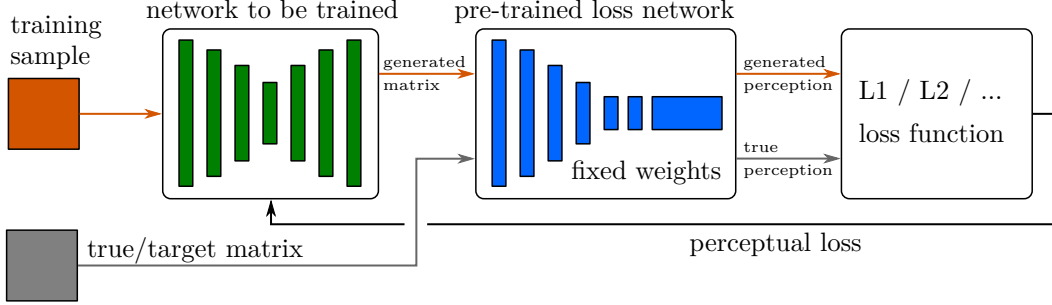 network to be trained
pre-trained loss network
training
sample
generated
matrix
generated
perception
L1 / L2 / ...
loss function
true
perception
fixed weights
true/target matrix
perceptual loss